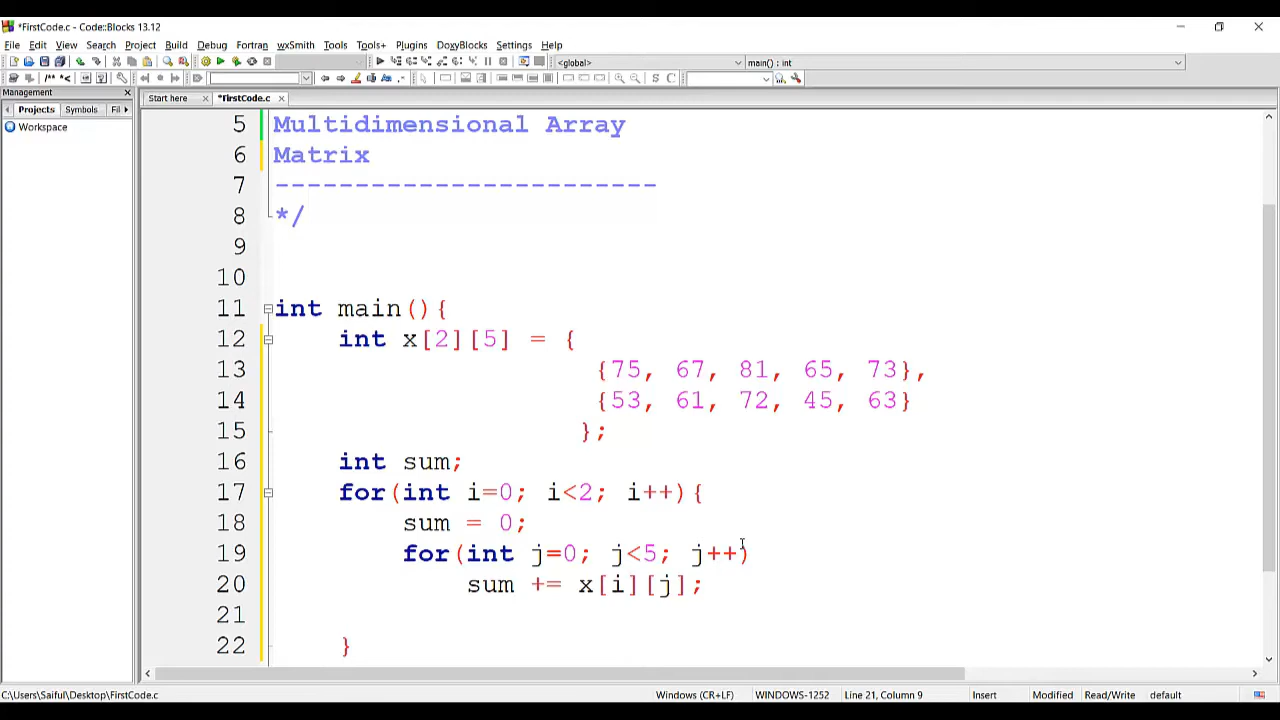 *FirstCode.c - Code::Blocks 13.12
File Edit View Search Project Build Debug Fortran wxSmith Tools Tools+ Plugins DoxyBlocks Settings Help
<global> main() : int
/** *<
S C
Management
Projects Symbols Fil
Workspace
Start here *FirstCode.c
5 Multidimensional Array
6 Matrix
7 ------------------------
8 */
9
10
11 int main(){
12 int x[2][5] = {
13 {75, 67, 81, 65, 73},
14 {53, 61, 72, 45, 63}
15 };
16 int sum;
17 for(int i=0; i<2; i++){
18 sum = 0;
19 for(int j=0; j<5; j++)
20 sum += x[i][j];
21
22 }
C:\Users\Saiful\Desktop\FirstCode.c Windows (CR+LF) WINDOWS-1252 Line 21, Column 9 Insert Modified Read/Write default